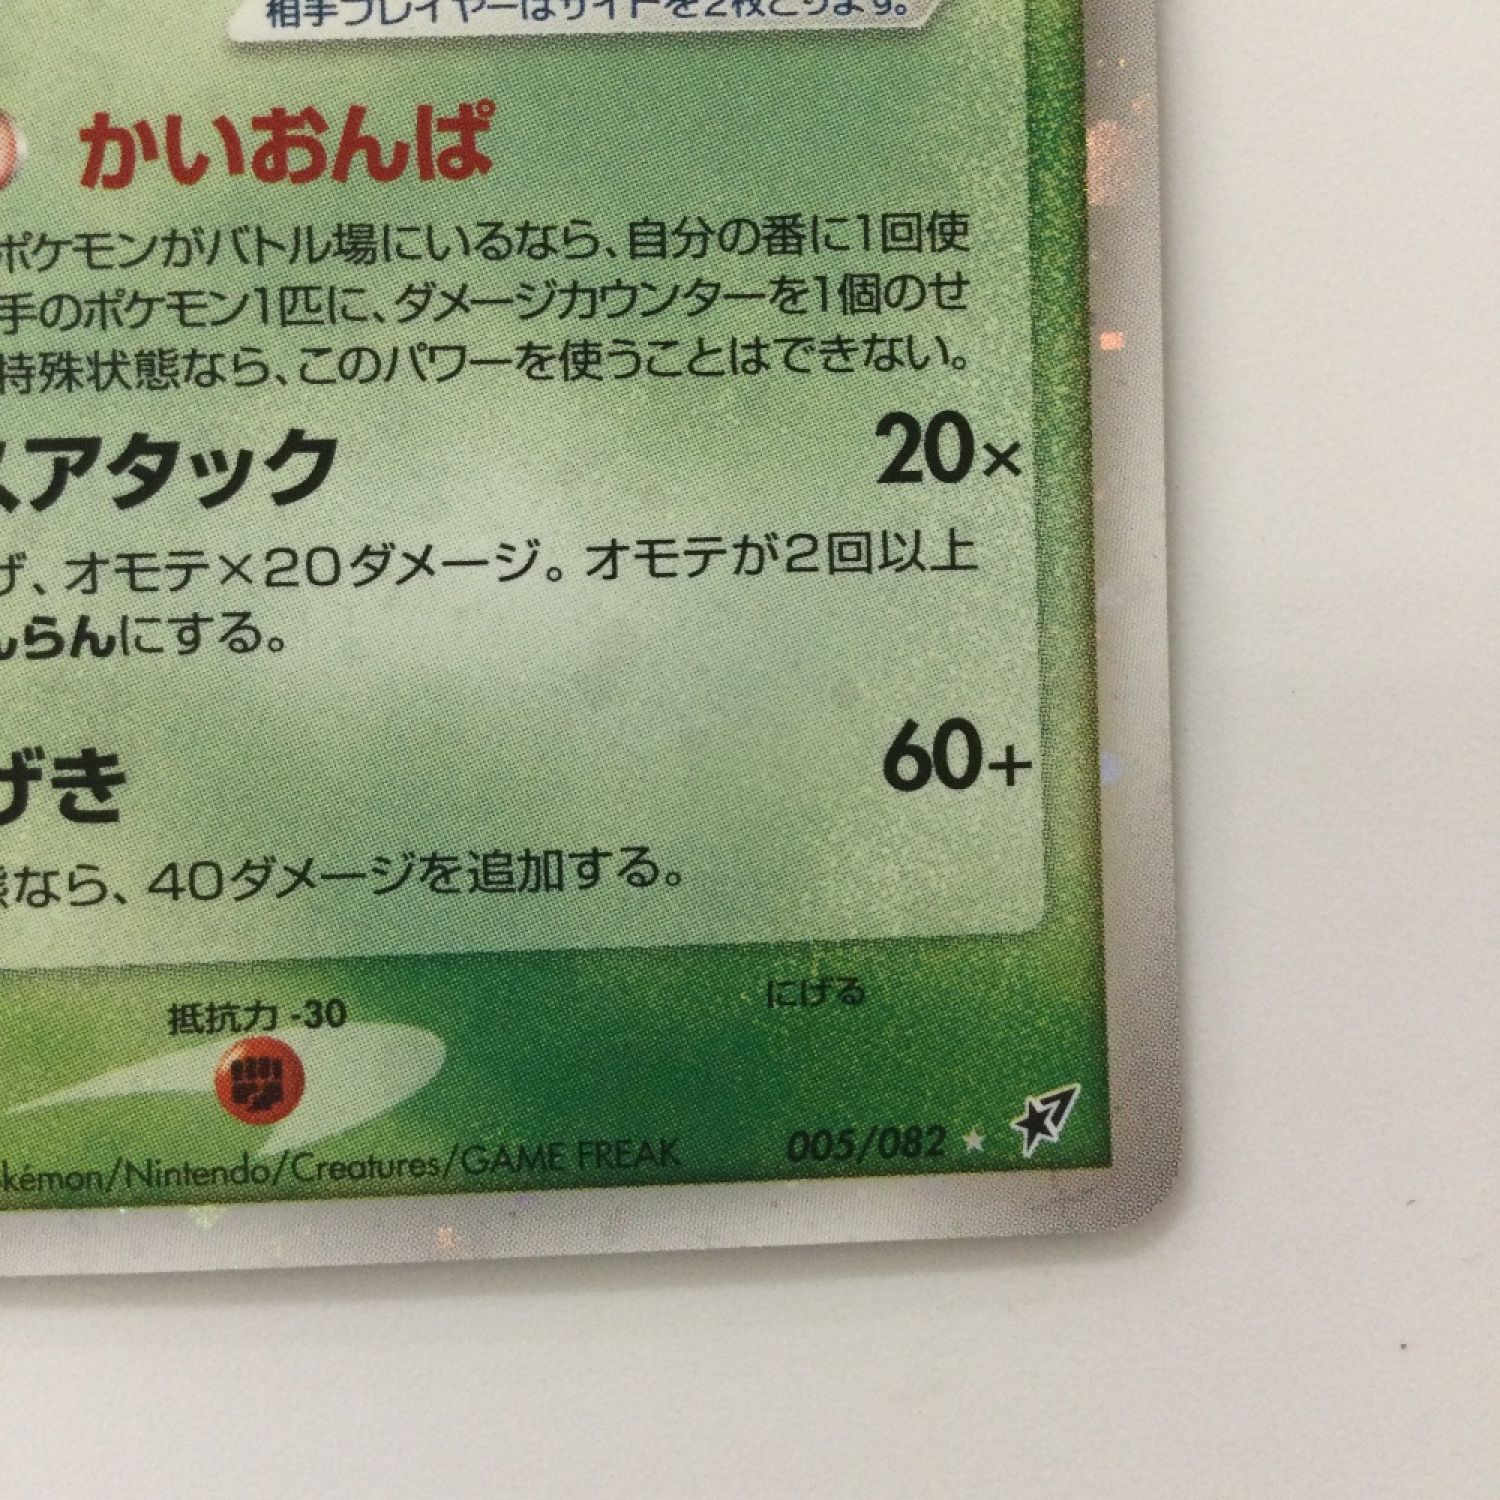 相手プレイヤーはサイドを2枚とります。
かいおんぱ
ポケモンがバトル場にいるなら、自分の番に1回使
手のポケモン1匹に、ダメージカウンターを1個のせ
特殊状態なら、このパワーを使うことはできない。
スアタック 20×
げ、オモテ×20ダメージ。オモテが2回以上
んらんにする。
げき 60+
態なら、40ダメージを追加する。
抵抗力 -30
にげる
okémon/Nintendo/Creatures/GAME FREAK 005/082 ★